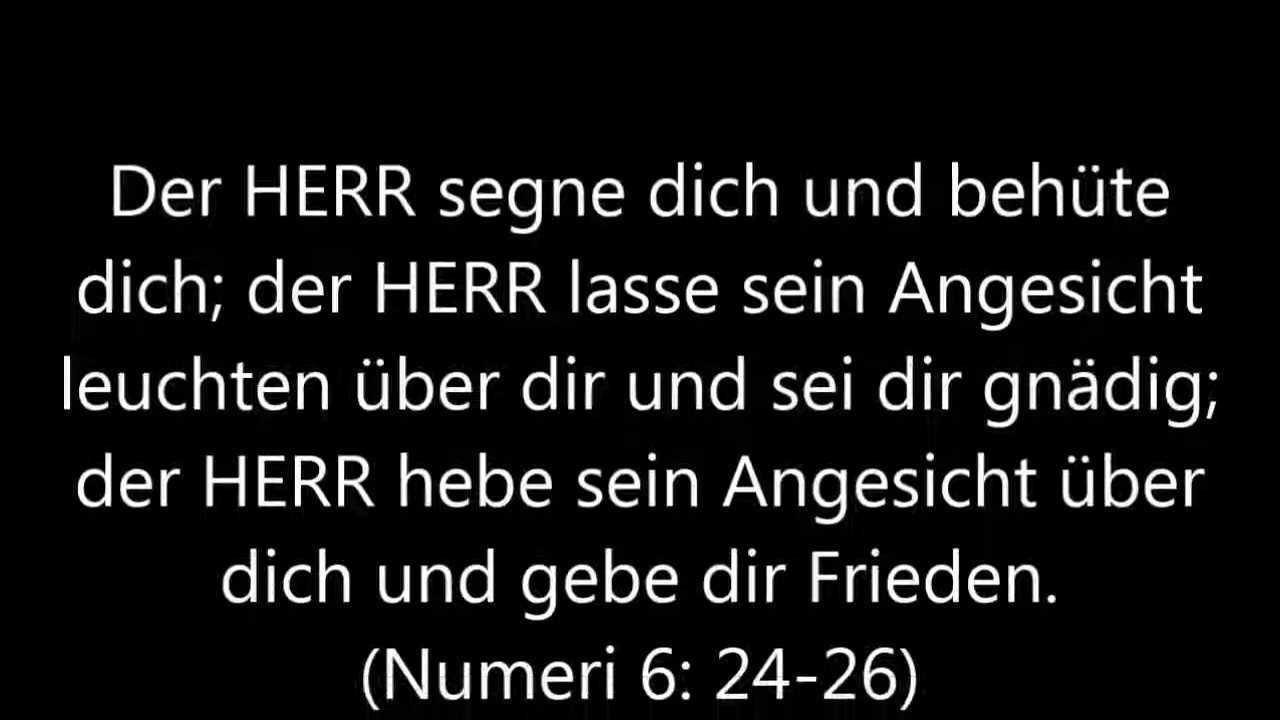 Der HERR segne dich und behüte
dich; der HERR lasse sein Angesicht
leuchten über dir und sei dir gnädig;
der HERR hebe sein Angesicht über
dich und gebe dir Frieden.
(Numeri 6: 24-26)